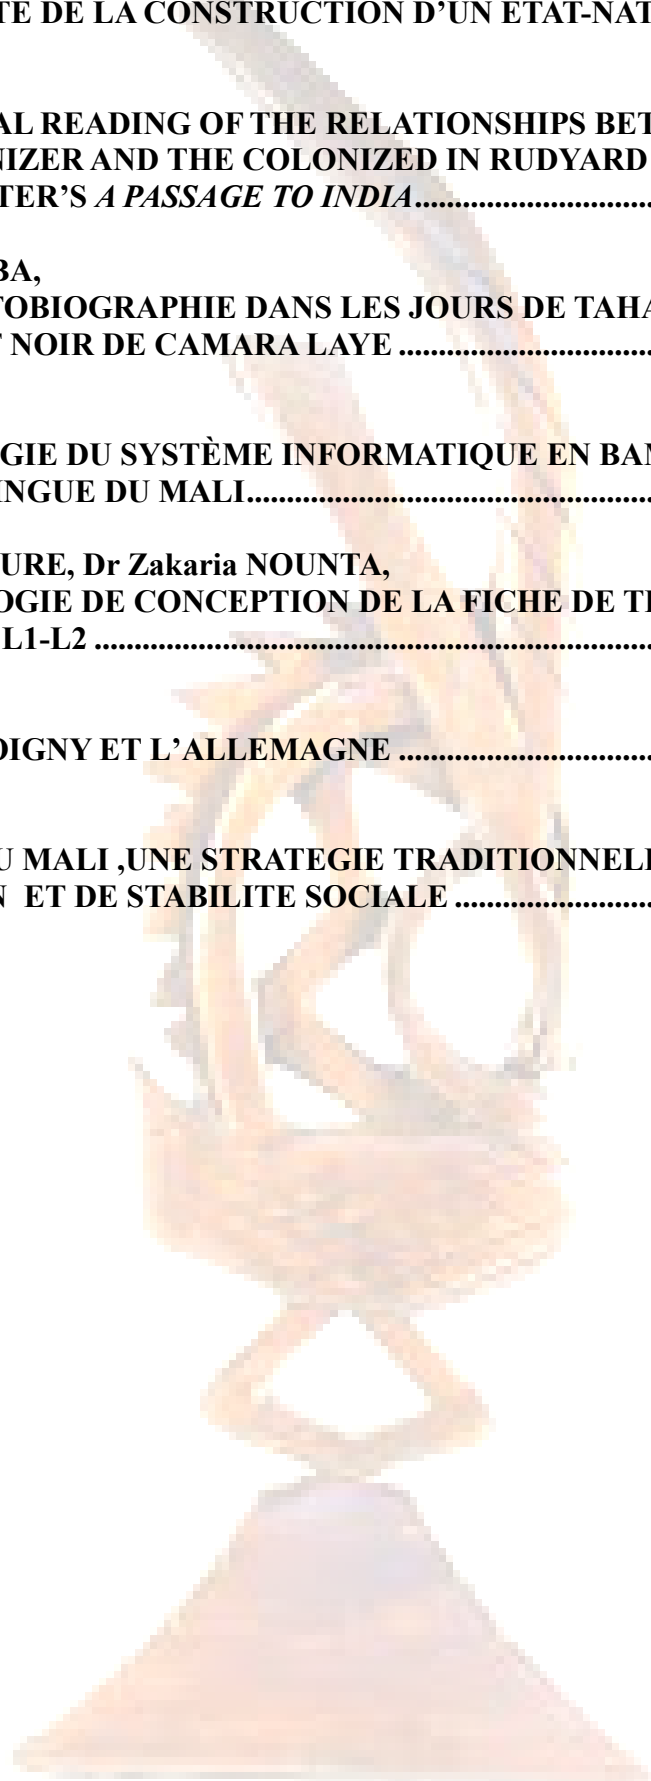 TE DE LA CONSTRUCTION D’UN ETAT-NAT
AL READING OF THE RELATIONSHIPS BET
NIZER AND THE COLONIZED IN RUDYARD
TER’S A PASSAGE TO INDIA..............................
BA,
TOBIOGRAPHIE DANS LES JOURS DE TAHA
T NOIR DE CAMARA LAYE ................................
GIE DU SYSTÈME INFORMATIQUE EN BAM
INGUE DU MALI...................................................
URE, Dr Zakaria NOUNTA,
OGIE DE CONCEPTION DE LA FICHE DE TE
L1-L2 ......................................................................
DIGNY ET L’ALLEMAGNE ................................
U MALI ,UNE STRATEGIE TRADITIONNELL
N ET DE STABILITE SOCIALE .........................